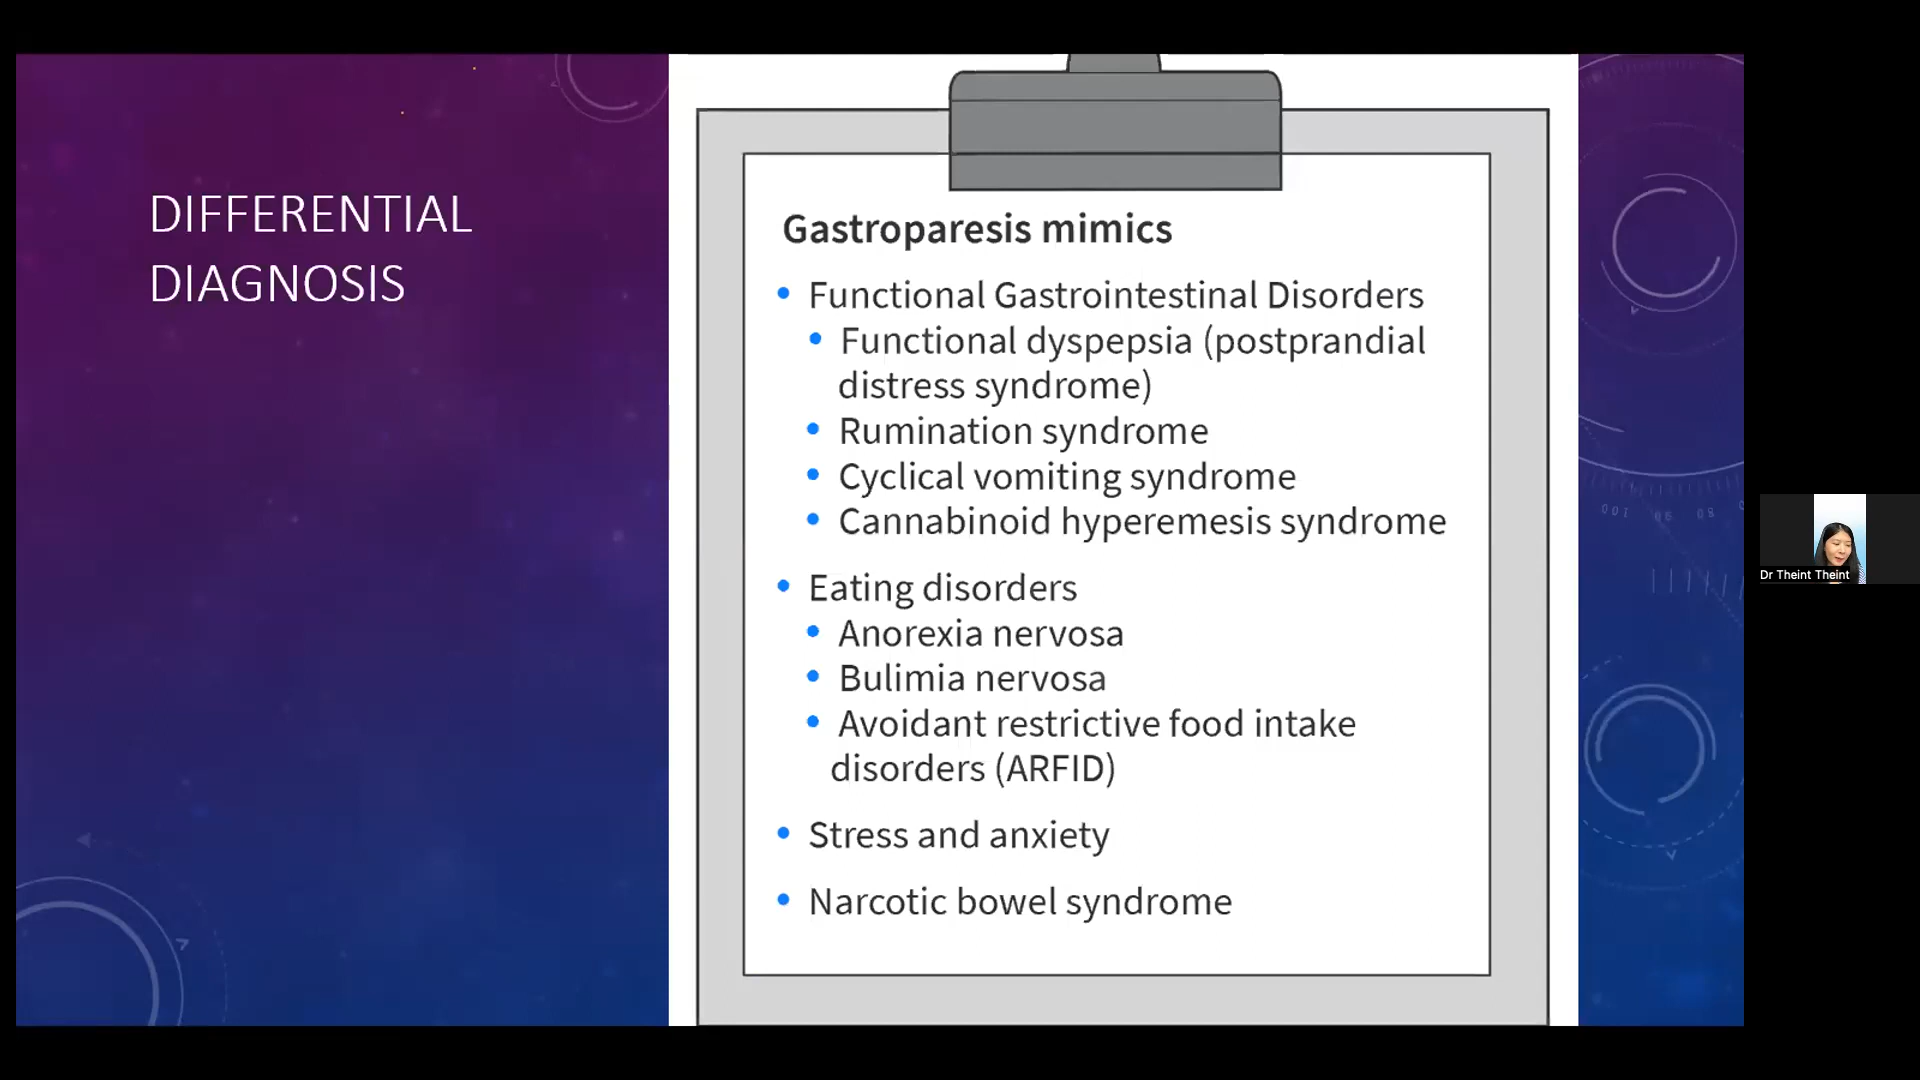 DIFFERENTIAL
DIAGNOSIS
Gastroparesis mimics
• Functional Gastrointestinal Disorders
• Functional dyspepsia (postprandial
distress syndrome)
• Rumination syndrome
• Cyclical vomiting syndrome
• Cannabinoid hyperemesis syndrome
• Eating disorders
• Anorexia nervosa
• Bulimia nervosa
• Avoidant restrictive food intake
disorders (ARFID)
• Stress and anxiety
• Narcotic bowel syndrome
Dr Theint Theint